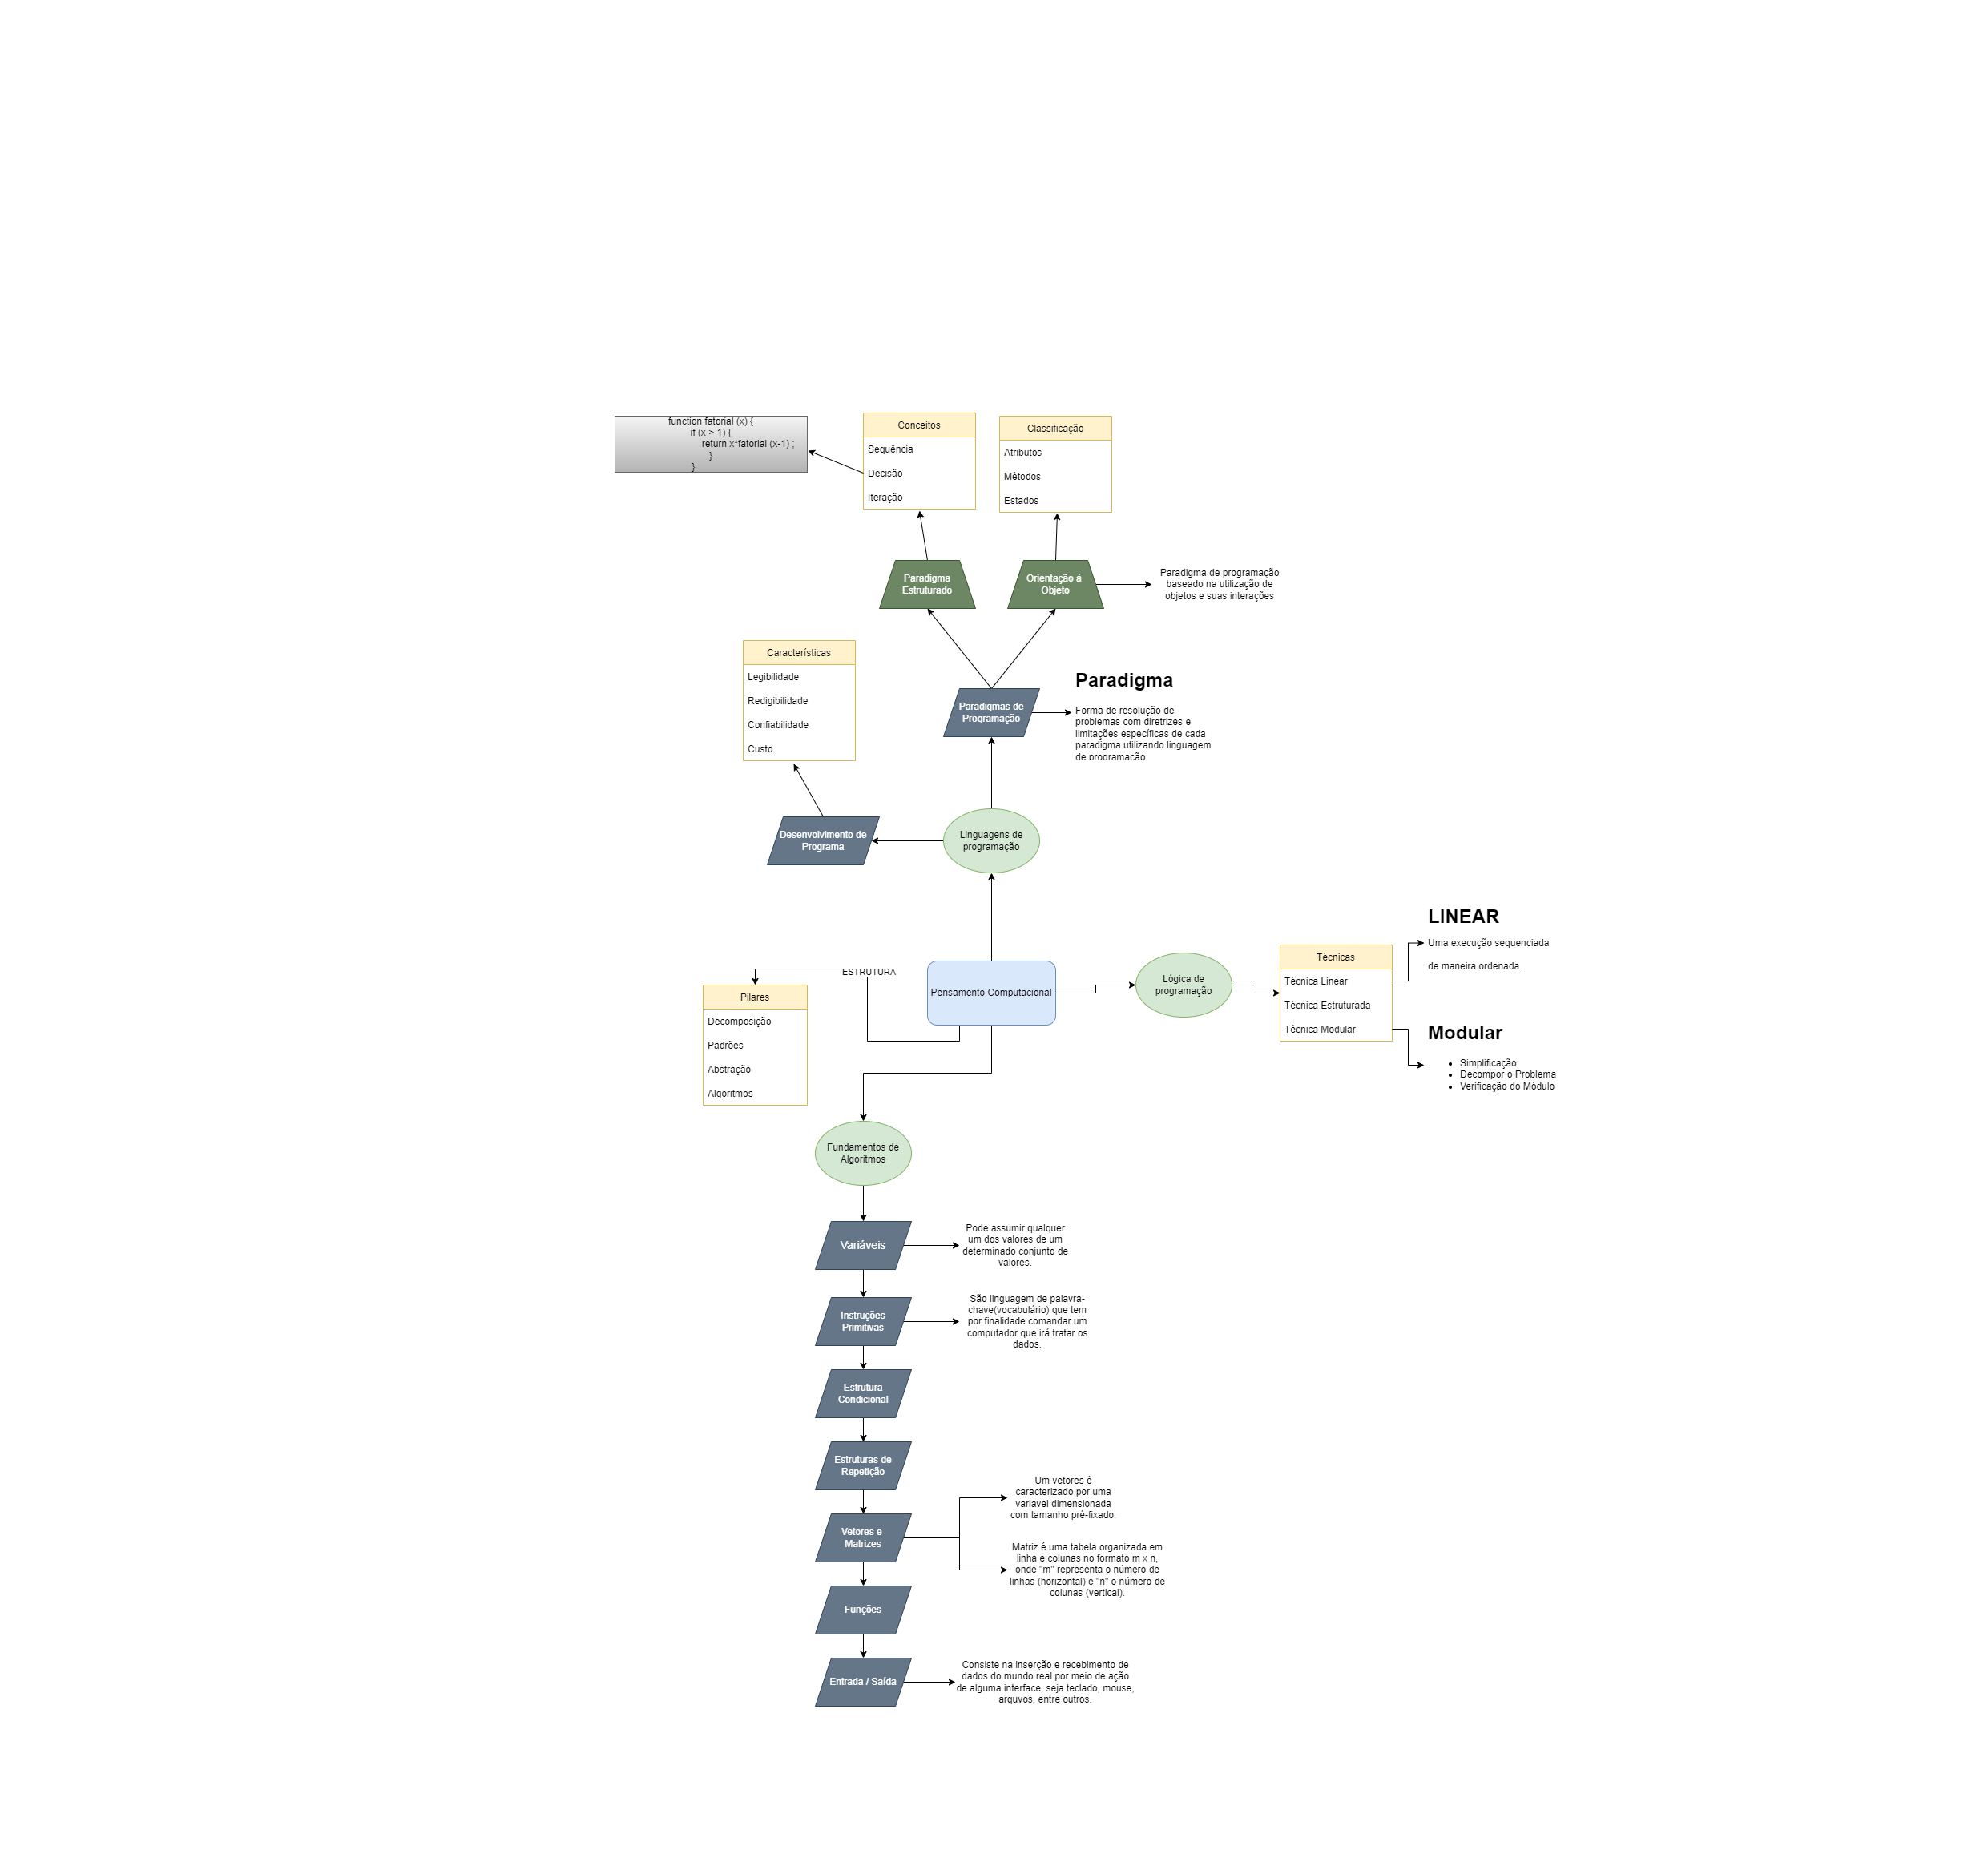 function fatorial (x) {
if (x > 1) {
return x*fatorial (x-1) ;
}
}
Conceitos
Sequência
Decisão
Iteração
Classificação
Atributos
Métodos
Estados
Paradigma
Estruturado
Orientação á
Objeto
Paradigma de programação
baseado na utilização de
objetos e suas interações
Características
Legibilidade
Redigibilidade
Confiabilidade
Custo
Paradigmas de
Programação
Paradigma
Forma de resolução de
problemas com diretrizes e
limitações específicas de cada
paradigma utilizando linguagem
de programação.
Desenvolvimento de
Programa
Linguagens de
programação
ESTRUTURA
Pilares
Decomposição
Padrões
Abstração
Algoritmos
Pensamento Computacional
Lógica de
programação
Técnicas
Técnica Linear
Técnica Estruturada
Técnica Modular
LINEAR
Uma execução sequenciada
de maneira ordenada.
Modular
• Simplificação
• Decompor o Problema
• Verificação do Módulo
Fundamentos de
Algoritmos
Variáveis
Pode assumir qualquer
um dos valores de um
determinado conjunto de
valores.
Instruções
Primitivas
São linguagem de palavra-
chave(vocabulário) que tem
por finalidade comandar um
computador que irá tratar os
dados.
Estrutura
Condicional
Estruturas de
Repetição
Vetores e
Matrizes
Um vetores é
caracterizado por uma
variavel dimensionada
com tamanho pré-fixado.
Matriz é uma tabela organizada em
linha e colunas no formato m x n,
onde "m" representa o número de
linhas (horizontal) e "n" o número de
colunas (vertical).
Funções
Entrada / Saída
Consiste na inserção e recebimento de
dados do mundo real por meio de ação
de alguma interface, seja teclado, mouse,
arquvos, entre outros.